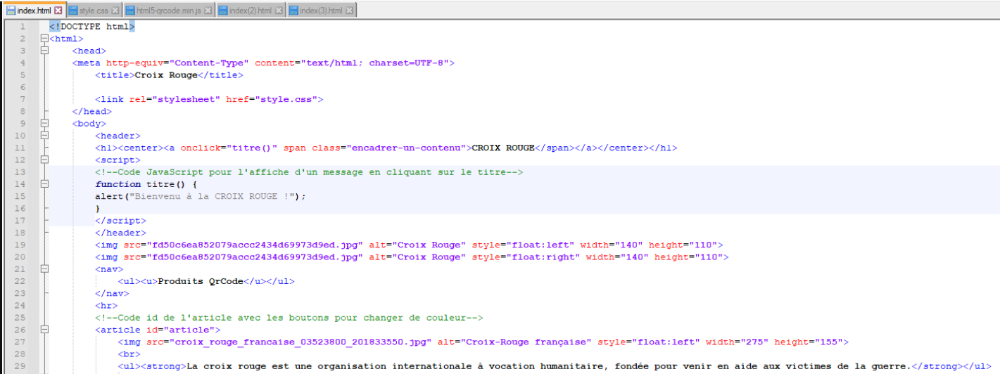 index.html style.css html5-qrcode.min.js index(2).html index(3).html
1 <!DOCTYPE html>
2 <html>
3 <head>
4 <meta http-equiv="Content-Type" content="text/html; charset=UTF-8">
5 <title>Croix Rouge</title>
6
7 <link rel="stylesheet" href="style.css">
8 </head>
9 <body>
10 <header>
11 <h1><center><a onclick="titre()" span class="encadrer-un-contenu">CROIX ROUGE</span></a></center></h1>
12 <script>
13 <!--Code JavaScript pour l'affiche d'un message en cliquant sur le titre-->
14 function titre() {
15 alert("Bienvenu à la CROIX ROUGE !");
16 }
17 </script>
18 </header>
19 <img src="fd50c6ea852079accc2434d69973d9ed.jpg" alt="Croix Rouge" style="float:left" width="140" height="110">
20 <img src="fd50c6ea852079accc2434d69973d9ed.jpg" alt="Croix Rouge" style="float:right" width="140" height="110">
21 <nav>
22 <ul><u>Produits QrCode</u></ul>
23 </nav>
24 <hr>
25 <!--Code id de l'article avec les boutons pour changer de couleur-->
26 <article id="article">
27 <img src="croix_rouge_francaise_03523800_201833550.jpg" alt="Croix-Rouge française" style="float:left" width="275" height="155">
28 <br>
29 <ul><strong>La croix rouge est une organisation internationale à vocation humanitaire, fondée pour venir en aide aux victimes de la guerre.</strong></ul>